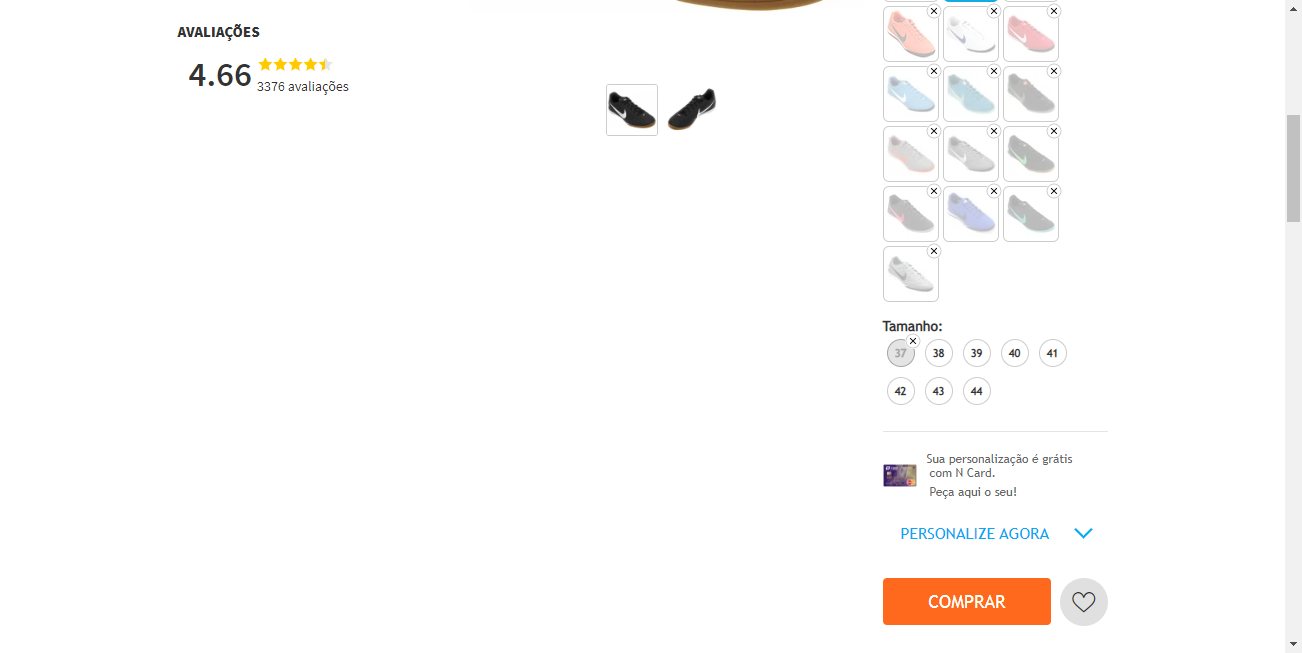 AVALIAÇÕES
4.66
3376 avaliações
Tamanho:
37 38 39 40 41
42 43 44
Sua personalização é grátis
com N Card.
Peça aqui o seu!
PERSONALIZE AGORA
COMPRAR